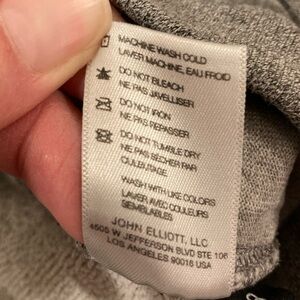 MACHINE WASH COLD
LAVER MACHINE, EAU FROID
DO NOT BLEACH
NE PAS JAVELLISER
DO NOT IRON
NE PAS REPASSER
DO NOT TUMBLE DRY
NE PAS SÉCHER PAR
CULBUTAGE
WASH WITH LIKE COLORS
LAVER AVEC COULEURS
SEMBLABLES
JOHN ELLIOTT, LLC
4505 W JEFFERSON BLVD STE 106
LOS ANGELES 90016 USA